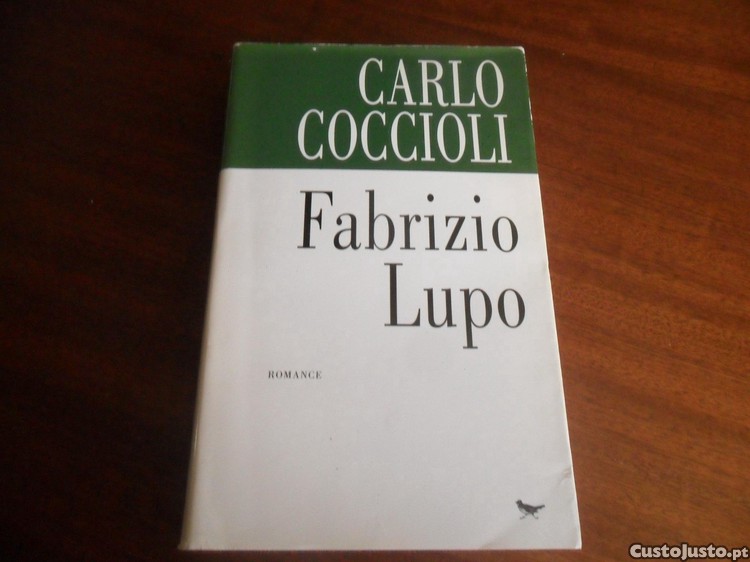 CARLO
COCCIOLI
Fabrizio
Lupo
ROMANCE
CustoJusto.pt